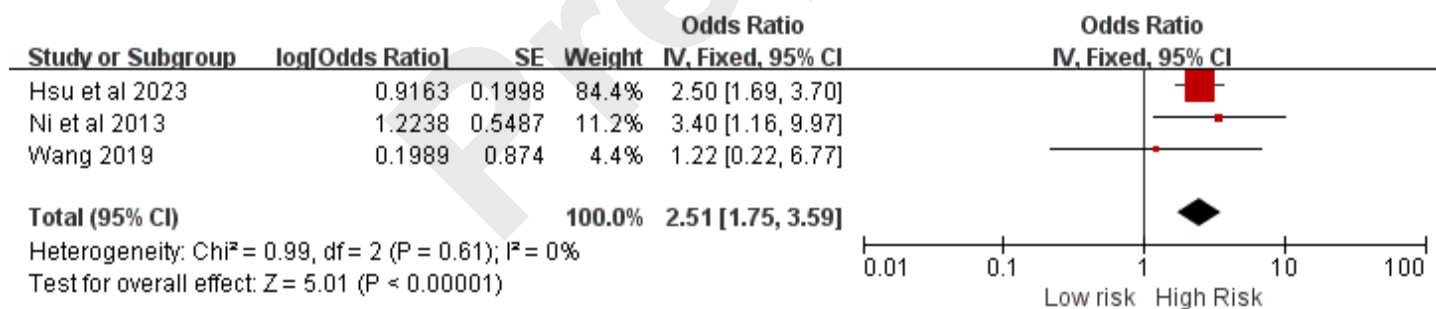 Odds Ratio Odds Ratio
Study or Subgroup log[Odds Ratio] SE Weight IV, Fixed, 95% CI IV, Fixed, 95% CI
Hsu et al 2023 0.9163 0.1998 84.4% 2.50 [1.69, 3.70]
Ni et al 2013 1.2238 0.5487 11.2% 3.40 [1.16, 9.97]
Wang 2019 0.1989 0.874 4.4% 1.22 [0.22, 6.77]
Total (95% CI) 100.0% 2.51 [1.75, 3.59]
Heterogeneity: Chi² = 0.99, df = 2 (P = 0.61); I² = 0%
Test for overall effect: Z = 5.01 (P < 0.00001)
0.01 0.1 1 10 100
Low risk High Risk